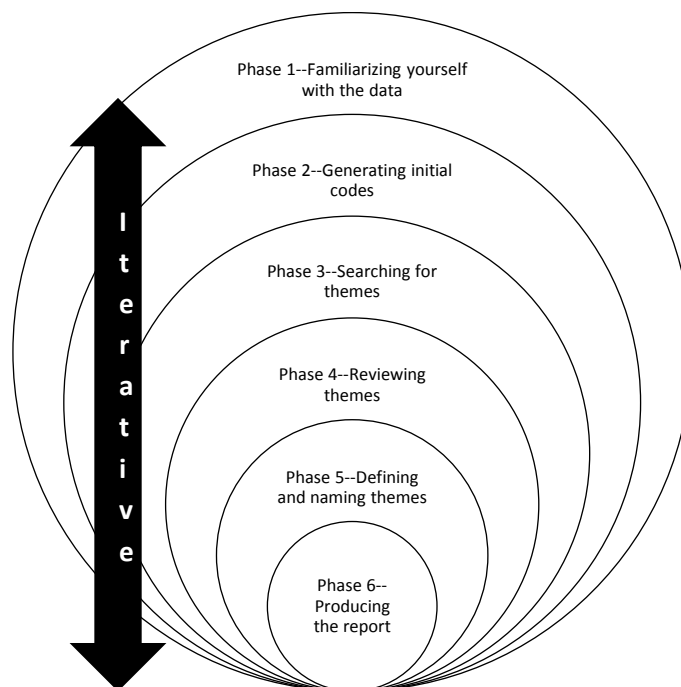 Phase 1--Familiarizing yourself
with the data
Phase 2--Generating initial
codes
Phase 3--Searching for
themes
Phase 4--Reviewing
themes
Phase 5--Defining
and naming themes
Phase 6--
Producing
the report
Iterative